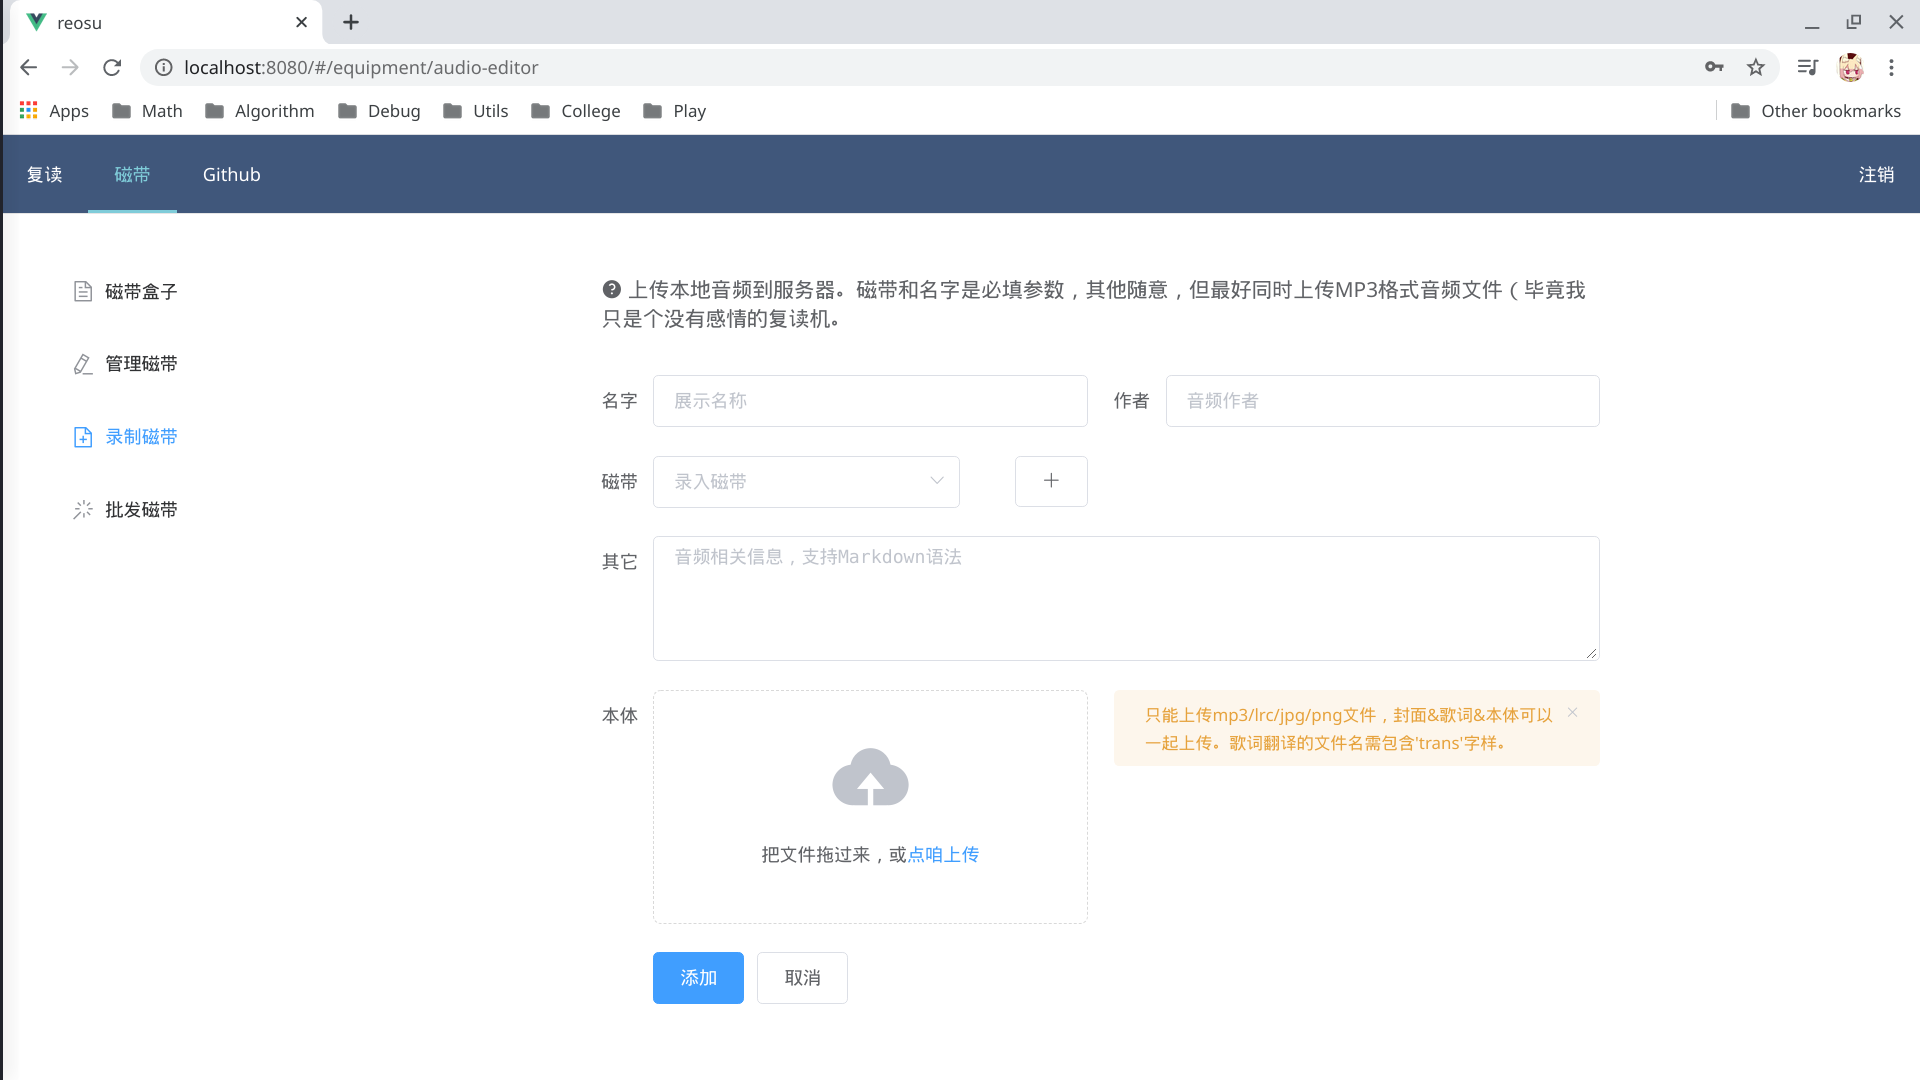 reosu
localhost:8080/#/equipment/audio-editor
Apps Math Algorithm Debug Utils College Play Other bookmarks
复读 磁带 Github 注销
磁带盒子
管理磁带
录制磁带
批发磁带
上传本地音频到服务器。磁带和名字是必填参数，其他随意，但最好同时上传MP3格式音频文件（毕竟我
只是个没有感情的复读机。
名字 展示名称 作者 音频作者
磁带 录入磁带
其它 音频相关信息，支持Markdown语法
本体
只能上传mp3/lrc/jpg/png文件，封面&歌词&本体可以
一起上传。歌词翻译的文件名需包含'trans'字样。
把文件拖过来，或点咱上传
添加 取消